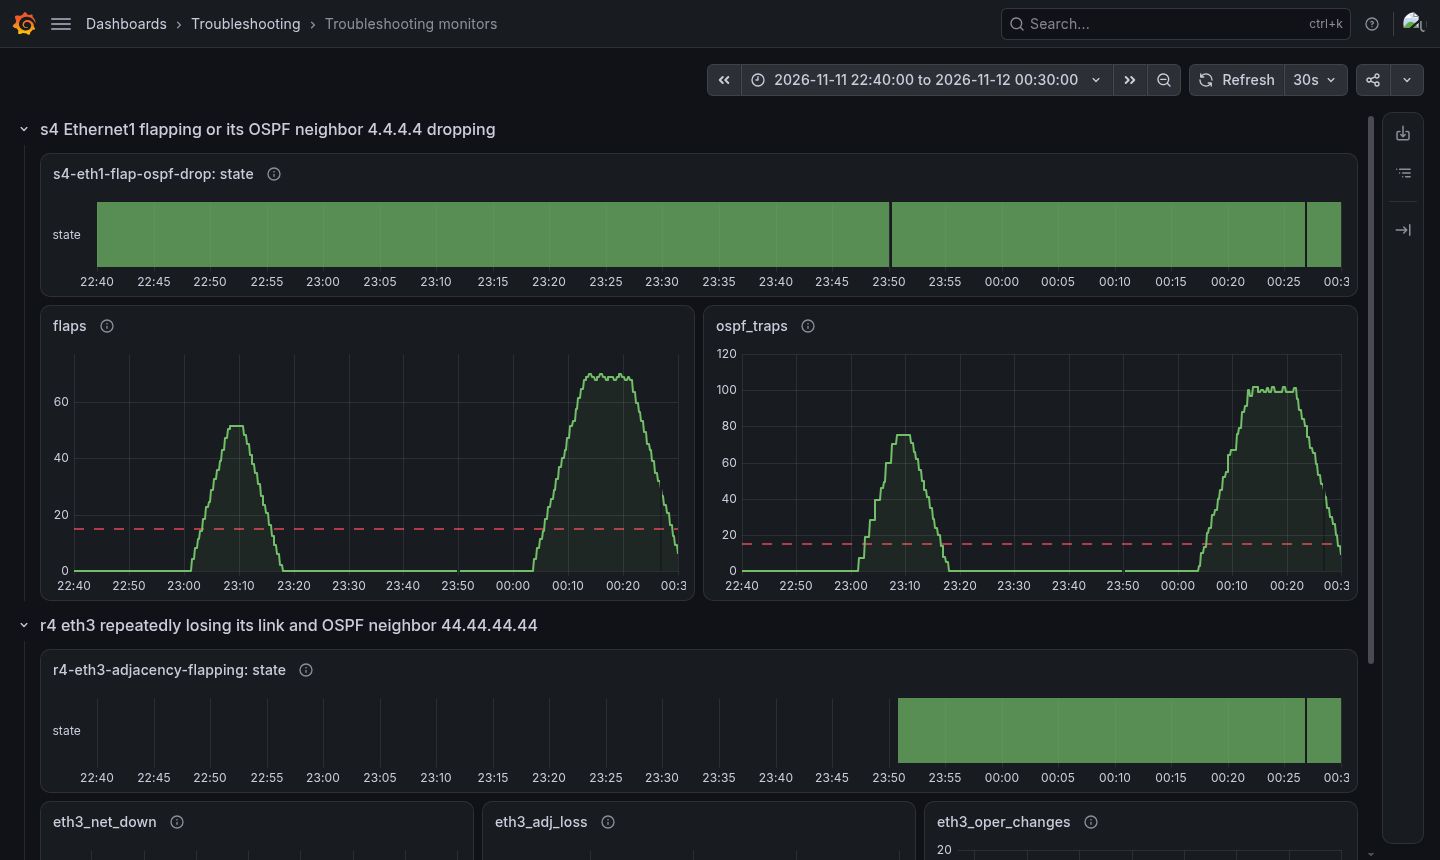 Dashboards › Troubleshooting › Troubleshooting monitors
Search... ctrl+k
2026-11-11 22:40:00 to 2026-11-12 00:30:00 Refresh 30s
s4 Ethernet1 flapping or its OSPF neighbor 4.4.4.4 dropping
s4-eth1-flap-ospf-drop: state
state
22:40 22:45 22:50 22:55 23:00 23:05 23:10 23:15 23:20 23:25 23:30 23:35 23:40 23:45 23:50 23:55 00:00 00:05 00:10 00:15 00:20 00:25 00:3
flaps
60
40
20
0
22:40 22:50 23:00 23:10 23:20 23:30 23:40 23:50 00:00 00:10 00:20 00:3
ospf_traps
120
100
80
60
40
20
0
22:40 22:50 23:00 23:10 23:20 23:30 23:40 23:50 00:00 00:10 00:20 00:3
r4 eth3 repeatedly losing its link and OSPF neighbor 44.44.44.44
r4-eth3-adjacency-flapping: state
state
22:40 22:45 22:50 22:55 23:00 23:05 23:10 23:15 23:20 23:25 23:30 23:35 23:40 23:45 23:50 23:55 00:00 00:05 00:10 00:15 00:20 00:25 00:3
eth3_net_down
eth3_adj_loss
eth3_oper_changes
20